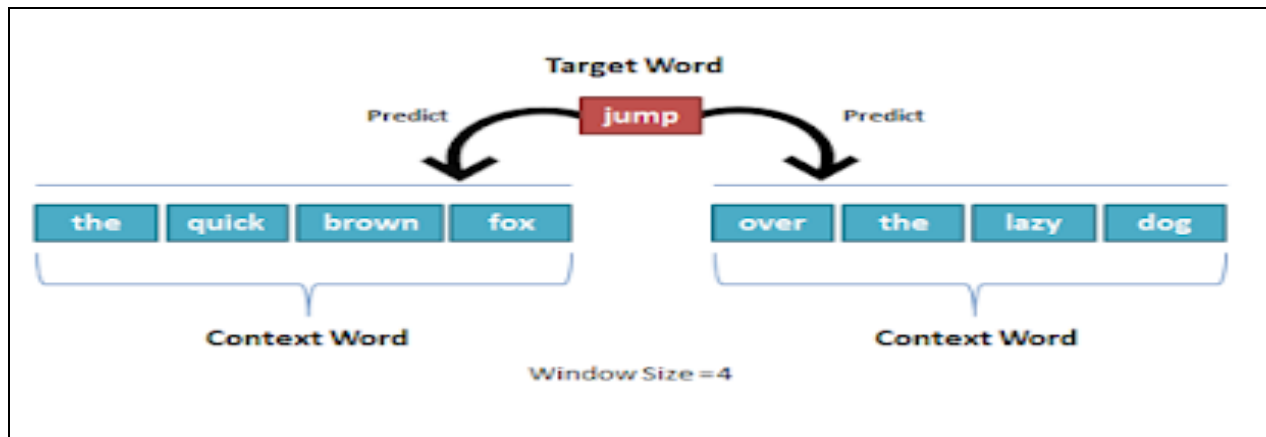 Target Word
Predict jump Predict
the quick brown fox over the lazy dog
Context Word Context Word
Window Size=4